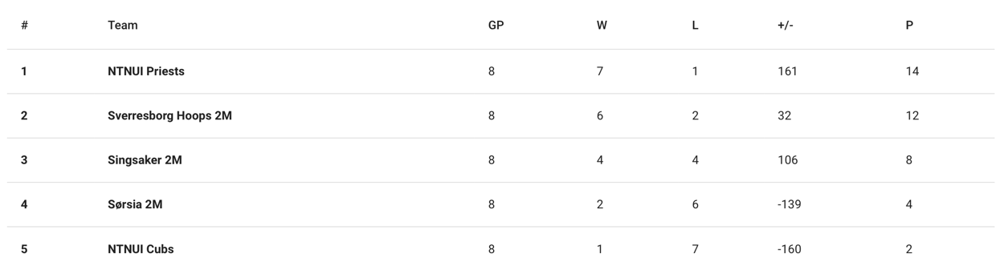 # Team GP W L +/- P
1 NTNUI Priests 8 7 1 161 14
2 Sverresborg Hoops 2M 8 6 2 32 12
3 Singsaker 2M 8 4 4 106 8
4 Sørsia 2M 8 2 6 -139 4
5 NTNUI Cubs 8 1 7 -160 2